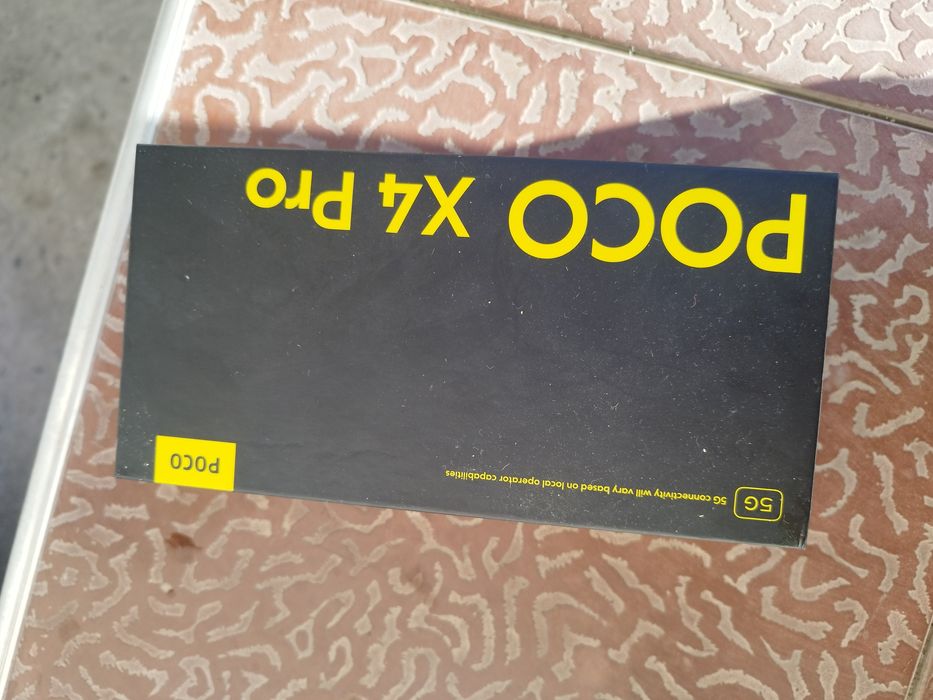 5G 5G connectivity will vary based on local operator capabilities
POCO
POCO X4 Pro